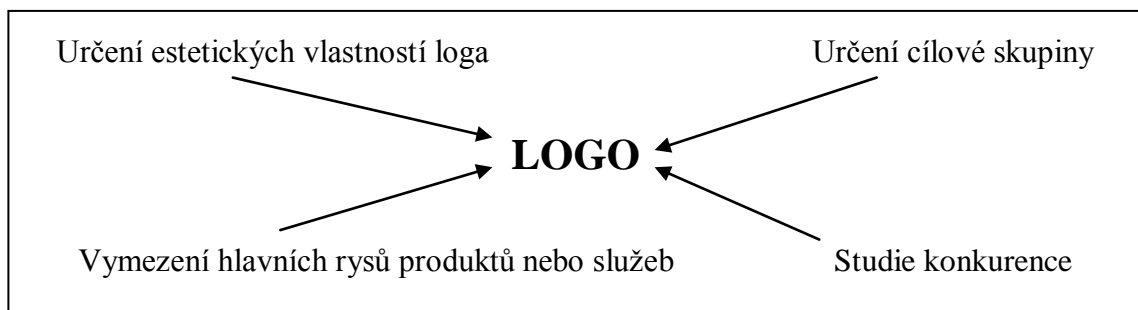 Určení estetických vlastností loga
Určení cílové skupiny
LOGO
Vymezení hlavních rysů produktů nebo služeb
Studie konkurence